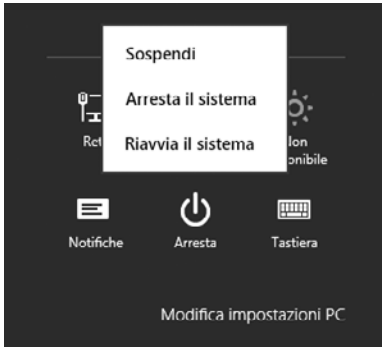 Sospendi
Arresta il sistema
Riavvia il sistema
Notifiche
Arresta
Tastiera
Modifica impostazioni PC